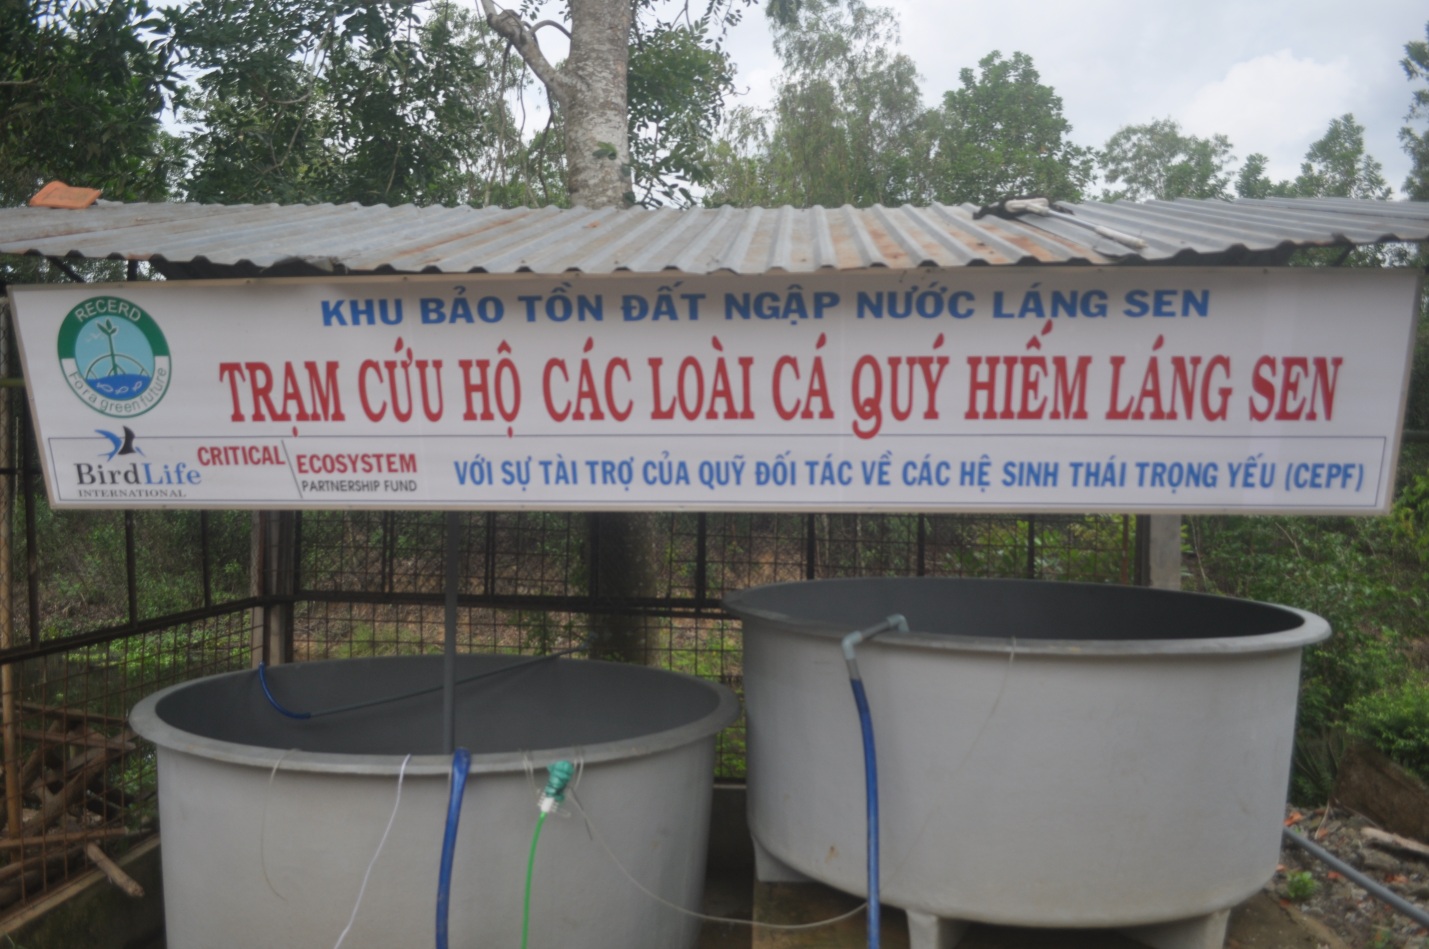 KHU BẢO TỒN ĐẤT NGẬP NƯỚC LÁNG SEN
RECERD
For a green future
TRẠM CỨU HỘ CÁC LOÀI CÁ QUÝ HIẾM LÁNG SEN
BirdLife
INTERNATIONAL
CRITICAL
ECOSYSTEM
PARTNERSHIP FUND
VỚI SỰ TÀI TRỢ CỦA QUỸ ĐỐI TÁC VỀ CÁC HỆ SINH THÁI TRỌNG YẾU (CEPF)